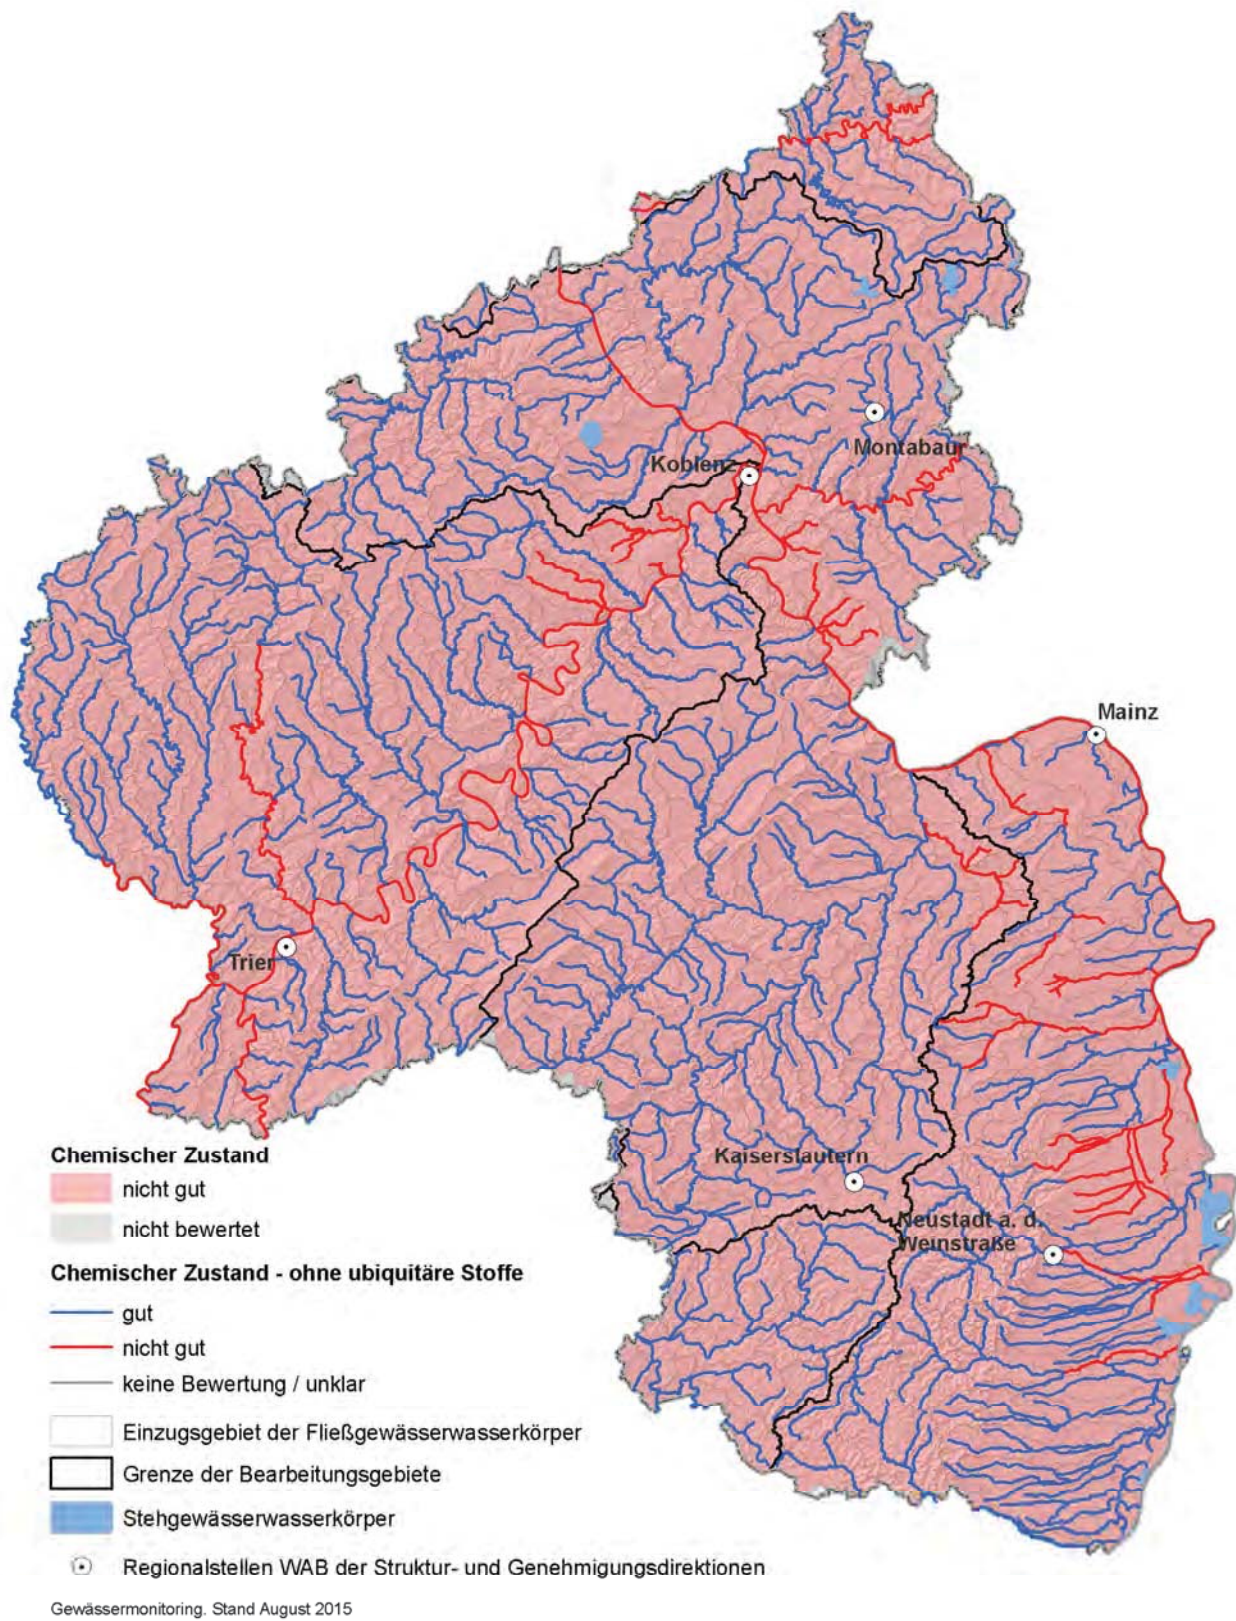 Montabaur
Koblenz
Mainz
Trier
Kaiserslautern
Neustadt a. d.
Weinstraße
Chemischer Zustand
nicht gut
nicht bewertet
Chemischer Zustand - ohne ubiquitäre Stoffe
gut
nicht gut
keine Bewertung / unklar
Einzugsgebiet der Fließgewässerwasserkörper
Grenze der Bearbeitungsgebiete
Stehgewässerwasserkörper
Regionalstellen WAB der Struktur- und Genehmigungsdirektionen
Gewässermonitoring. Stand August 2015